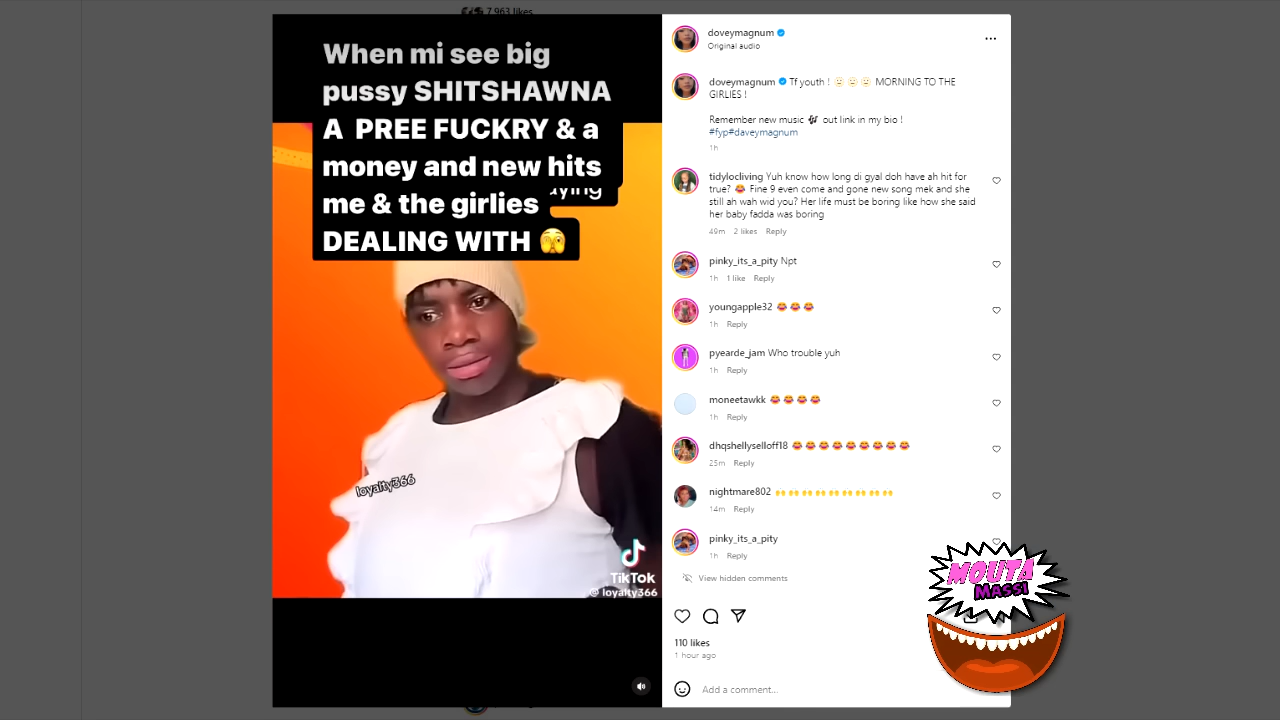 7,963 likes
When mi see big
pussy SHITSHAWNA
A PREE FUCKRY & a
money and new hits
me & the girlies
DEALING WITH 🫣
loyalty366
TikTok
@ loyalty366
doveymagnum
Original audio
doveymagnum Tf youth ! 🫥 🫥 🫥 MORNING TO THE
GIRLIES !
Remember new music 🎶 out link in my bio !
#fyp#daveymagnum
1h
tidylocliving Yuh know how long di gyal doh have ah hit for
true? 😂 Fine 9 even come and gone new song mek and she
still ah wah wid you? Her life must be boring like how she said
her baby fadda was boring
49m 2 likes Reply
pinky_its_a_pity Npt
1h 1 like Reply
youngapple32 😂 😂 😂
1h Reply
pyearde_jam Who trouble yuh
1h Reply
moneetawkk 😂 😂 😂 😂
1h Reply
dhqshellyselloff18 😂 😂 😂 😂 😂 😂 😂 😂 😂
25m Reply
nightmare802 🙌 🙌 🙌 🙌 🙌 🙌 🙌 🙌 🙌
14m Reply
pinky_its_a_pity
1h Reply
View hidden comments
110 likes
1 hour ago
Add a comment...
MOUTA
MASSI